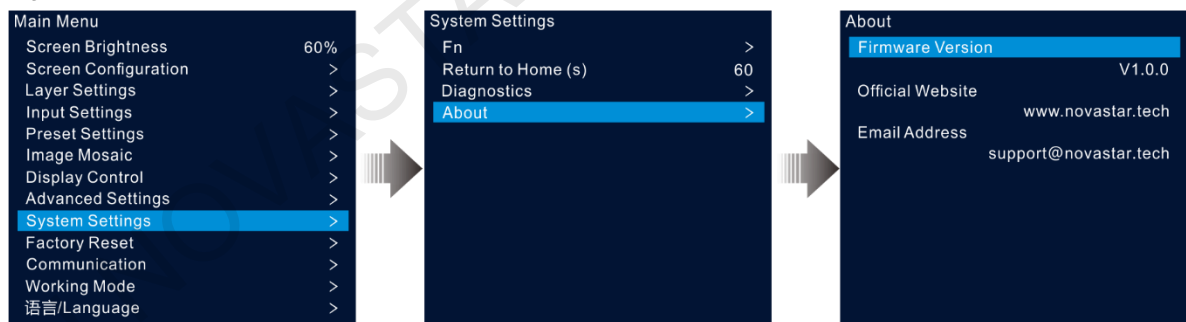 Main Menu
Screen Brightness 60%
Screen Configuration >
Layer Settings >
Input Settings >
Preset Settings >
Image Mosaic >
Display Control >
Advanced Settings >
System Settings >
Factory Reset >
Communication >
Working Mode >
语言/Language >
System Settings
Fn >
Return to Home (s) 60
Diagnostics >
About >
About
Firmware Version
V1.0.0
Official Website
www.novastar.tech
Email Address
support@novastar.tech
NOVASTA